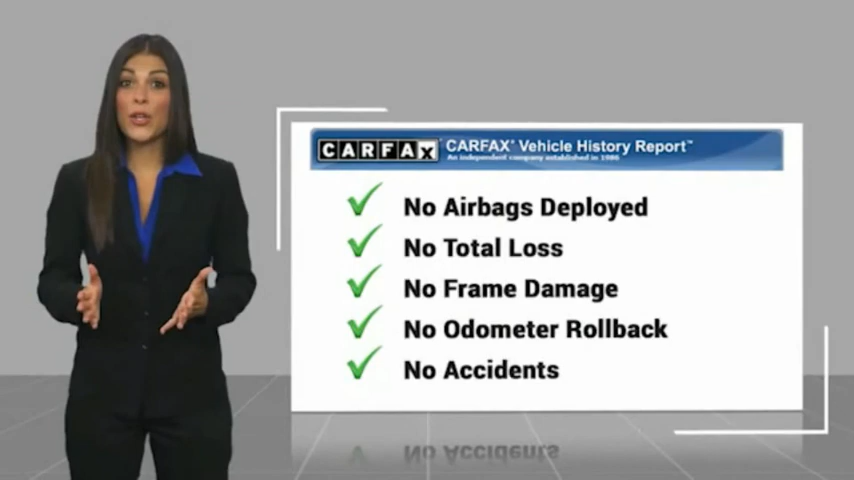 CARFAX CARFAX® Vehicle History Report™
An independent company established in 1986
No Airbags Deployed
No Total Loss
No Frame Damage
No Odometer Rollback
No Accidents
No Accidents